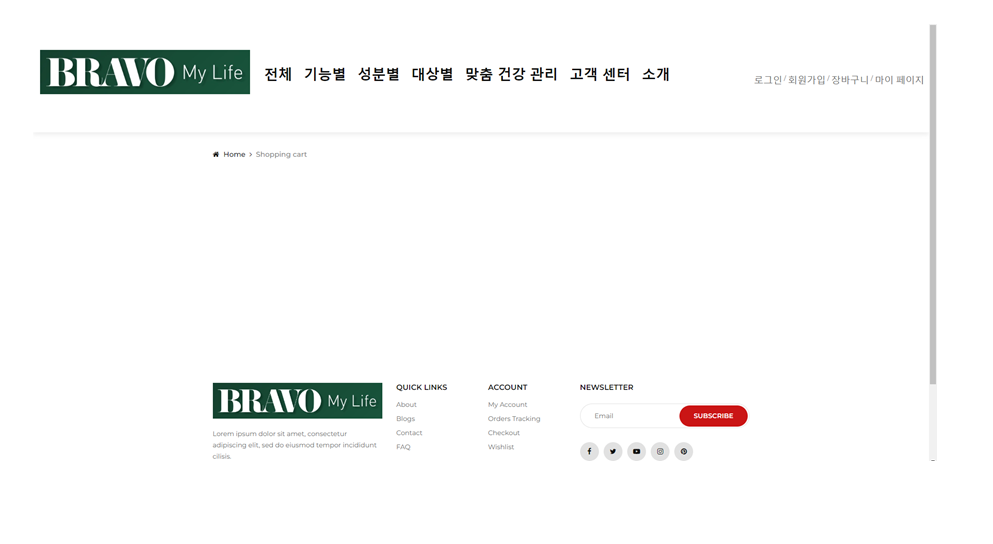 BRAVO My Life
전체 기능별 성분별 대상별 맞춤 건강 관리 고객 센터 소개
로그인 / 회원가입 / 장바구니 / 마이 페이지
Home > Shopping cart
BRAVO My Life
Lorem ipsum dolor sit amet, consectetur
adipiscing elit, sed do eiusmod tempor incididunt
cilisis.
QUICK LINKS
About
Blogs
Contact
FAQ
ACCOUNT
My Account
Orders Tracking
Checkout
Wishlist
NEWSLETTER
Email SUBSCRIBE